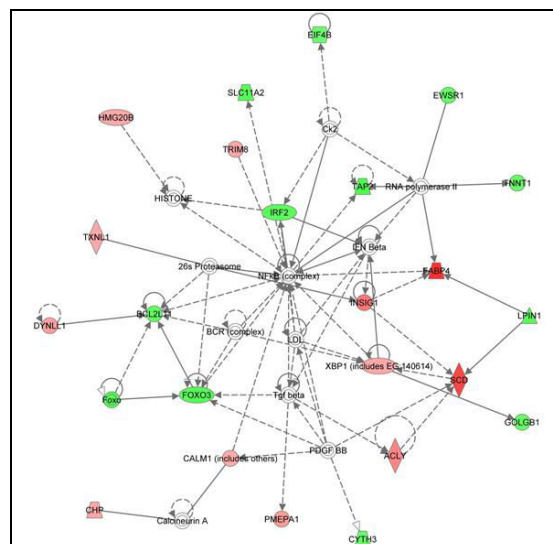 EIF4B
SLC11A2
EWSR1
HMG20B
Ck2
TRIM8
TAP2
RNA polymerase II
HISTONE
IRF2
TXNL1
IFN Beta
26s Proteasome
NFkB (complex)
FABP4
INSIG1
BCL2L11
LPIN1
DYNLL1
BCR (complex)
LDL
XBP1 (includes EG:140614)
SCD
Foxo
FOXO3
Tgf beta
GOLGB1
PDGF BB
ACLY
CALM1 (includes others)
CHP
Calcineurin A
PMEPA1
CYTH3